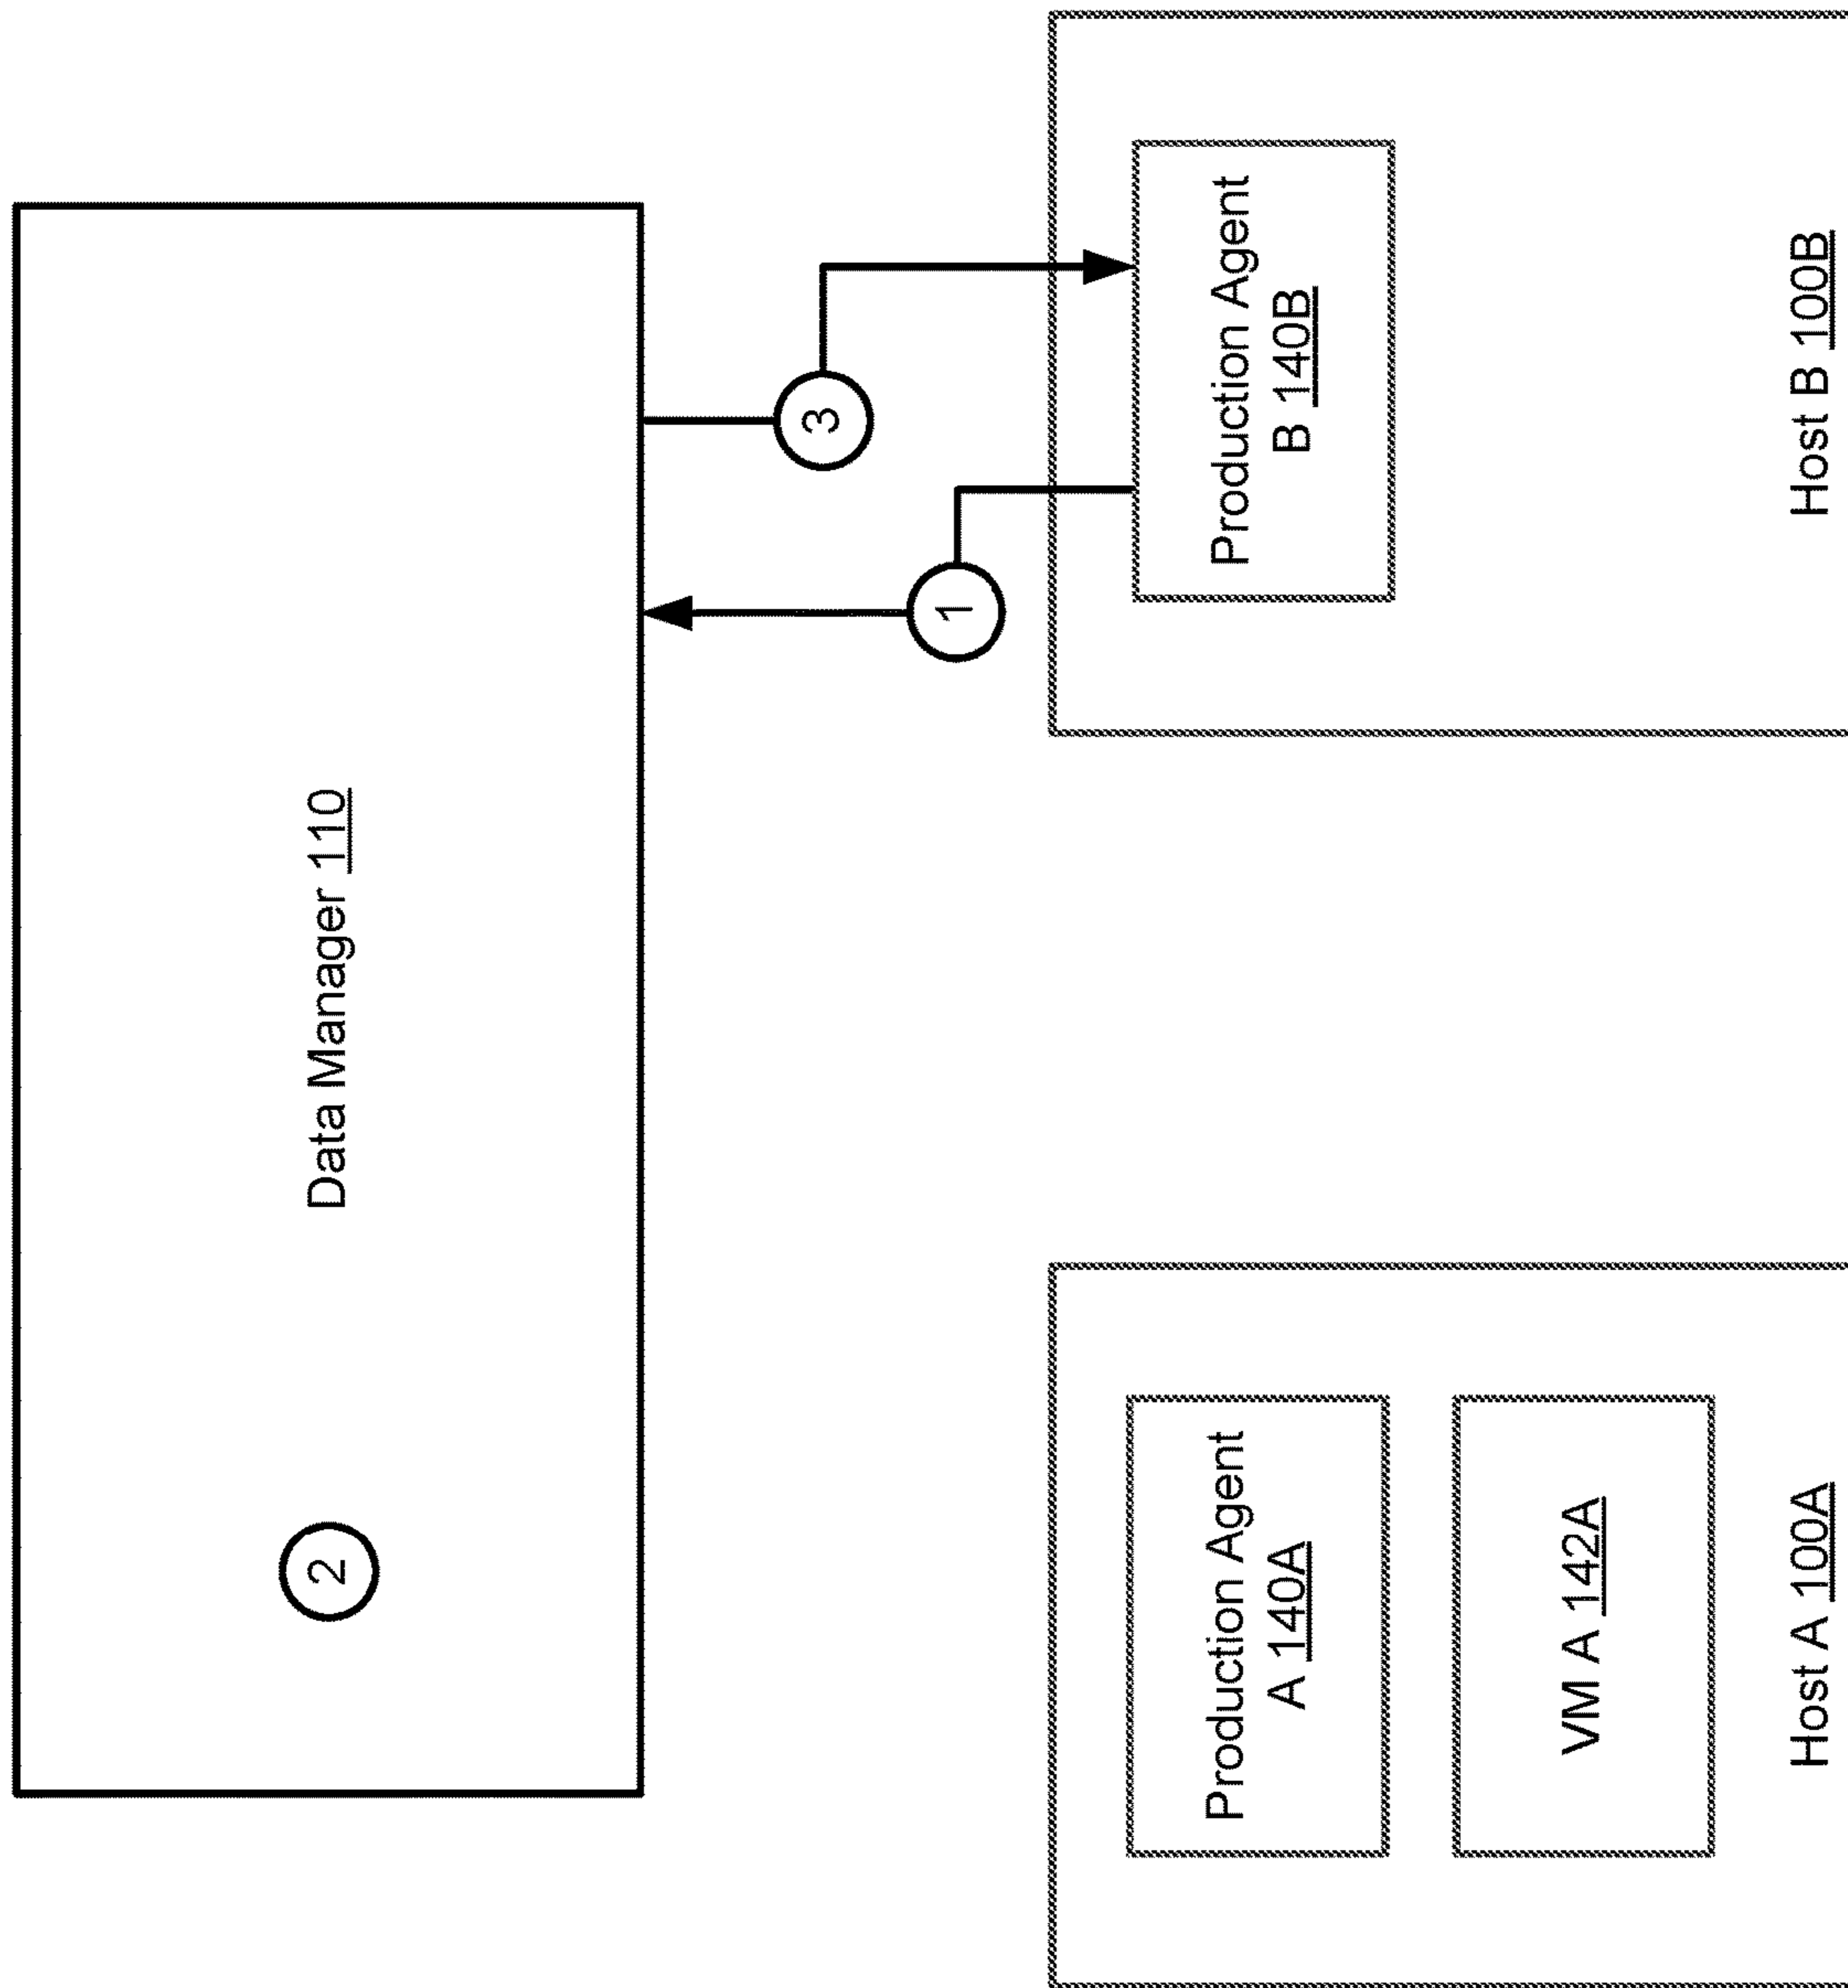 Data Manager 110
2
3
1
Production Agent
A 140A
VM A 142A
Host A 100A
Production Agent
B 140B
Host B 100B